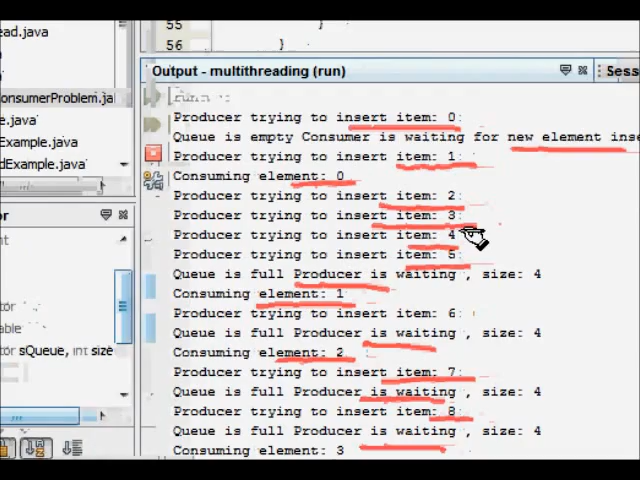 ead.java
55
56
}
}
Output - multithreading (run)
Sess
onsumerProblem.ja
run :
Producer trying to insert item: 0
e.java
Queue is empty Consumer is waiting for new element inse
Example.java
Producer trying to insert item: 1
dExample.java
Consuming element: 0
Producer trying to insert item: 2
or
Producer trying to insert item: 3
nt
Producer trying to insert item: 4
Producer trying to insert item: 5
Queue is full Producer is waiting , size: 4
Consuming element: 1
tor
Producer trying to insert item: 6
able
Queue is full Producer is waiting , size: 4
tor sQueue, int size
Consuming element: 2
Producer trying to insert item: 7
Queue is full Producer is waiting , size: 4
Producer trying to insert item: 8
Queue is full Producer is waiting , size: 4
Consuming element: 3